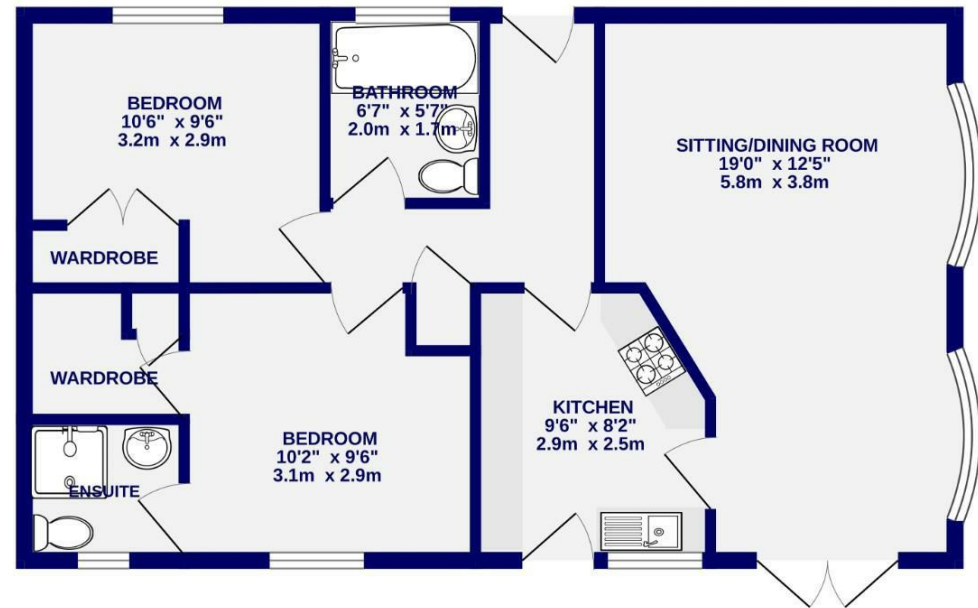 BEDROOM
10'6" x 9'6"
3.2m x 2.9m
BATHROOM
6'7" x 5'7"
2.0m x 1.7m
SITTING/DINING ROOM
19'0" x 12'5"
5.8m x 3.8m
WARDROBE
WARDROBE
BEDROOM
10'2" x 9'6"
3.1m x 2.9m
KITCHEN
9'6" x 8'2"
2.9m x 2.5m
ENSUITE